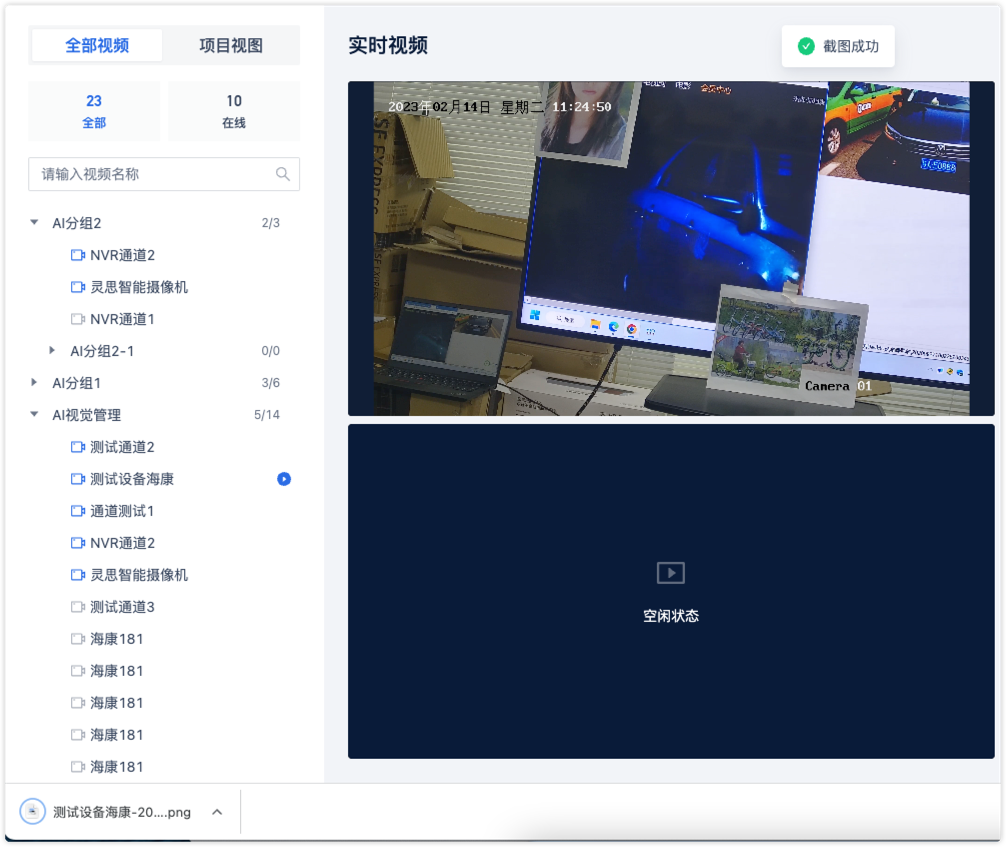 全部视频
项目视图
23
全部
10
在线
请输入视频名称
AI分组2 2/3
NVR通道2
灵思智能摄像机
NVR通道1
AI分组2-1 0/0
AI分组1 3/6
AI视觉管理 5/14
测试通道2
测试设备海康
通道测试1
NVR通道2
灵思智能摄像机
测试通道3
海康181
海康181
海康181
海康181
海康181
实时视频
截图成功
2023年02月14日 星期二 11:24:50
Camera 01
空闲状态
测试设备海康-20....png